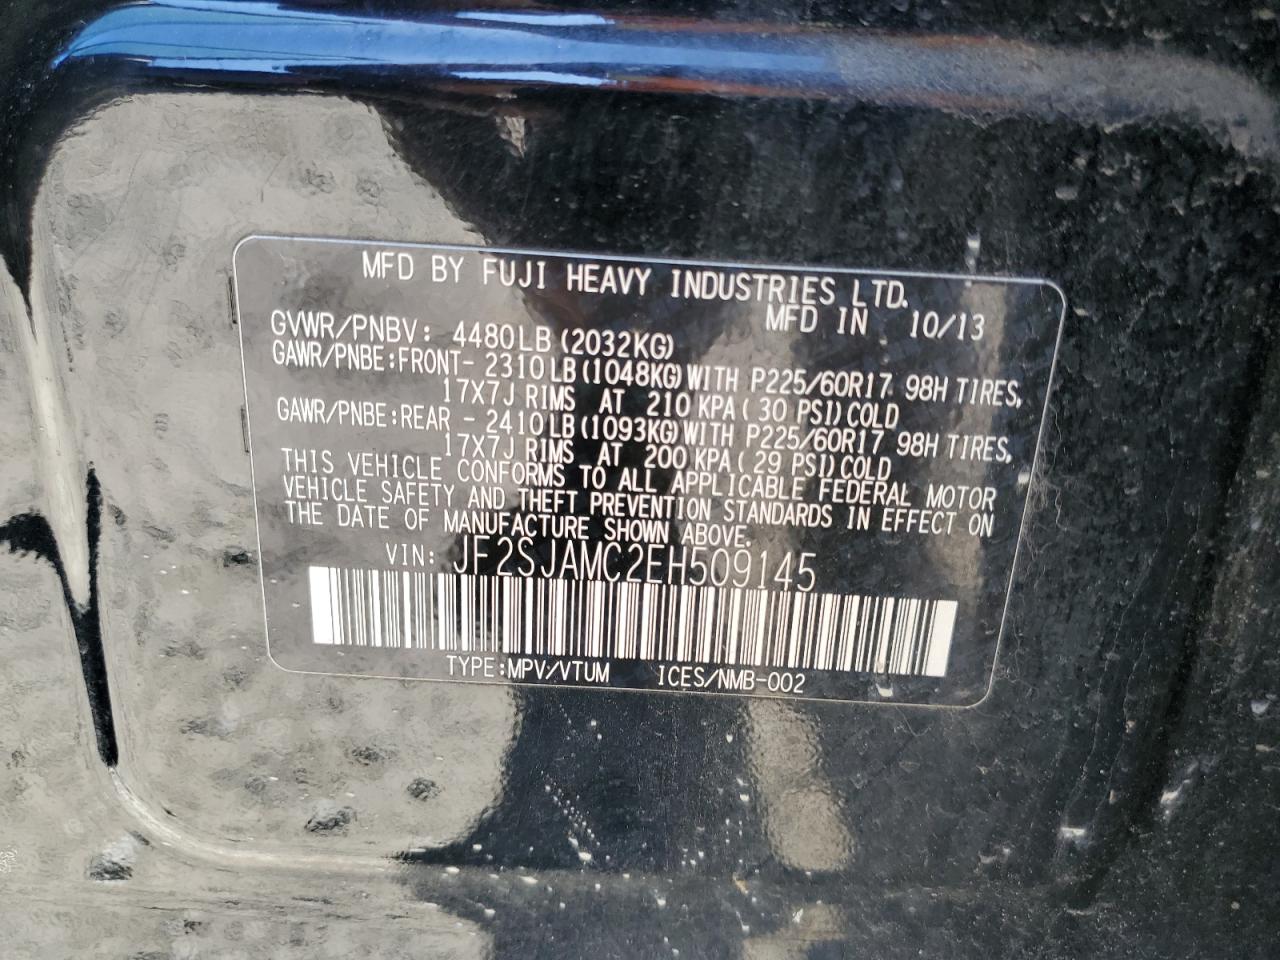 MFD BY FUJI HEAVY INDUSTRIES LTD.
MFD IN 10/13
GVWR/PNBV: 4480LB (2032KG)
GAWR/PNBE:FRONT- 2310LB(1048KG)WITH P225/60R17 98H TIRES,
17X7J RIMS AT 210 KPA(30 PSI)COLD
GAWR/PNBE:REAR - 2410LB(1093KG)WITH P225/60R17 98H TIRES,
17X7J RIMS AT 200 KPA(29 PSI)COLD
THIS VEHICLE CONFORMS TO ALL APPLICABLE FEDERAL MOTOR
VEHICLE SAFETY AND THEFT PREVENTION STANDARDS IN EFFECT ON
THE DATE OF MANUFACTURE SHOWN ABOVE.
VIN: JF2SJAMC2EH509145
TYPE:MPV/VTUM ICES/NMB-002